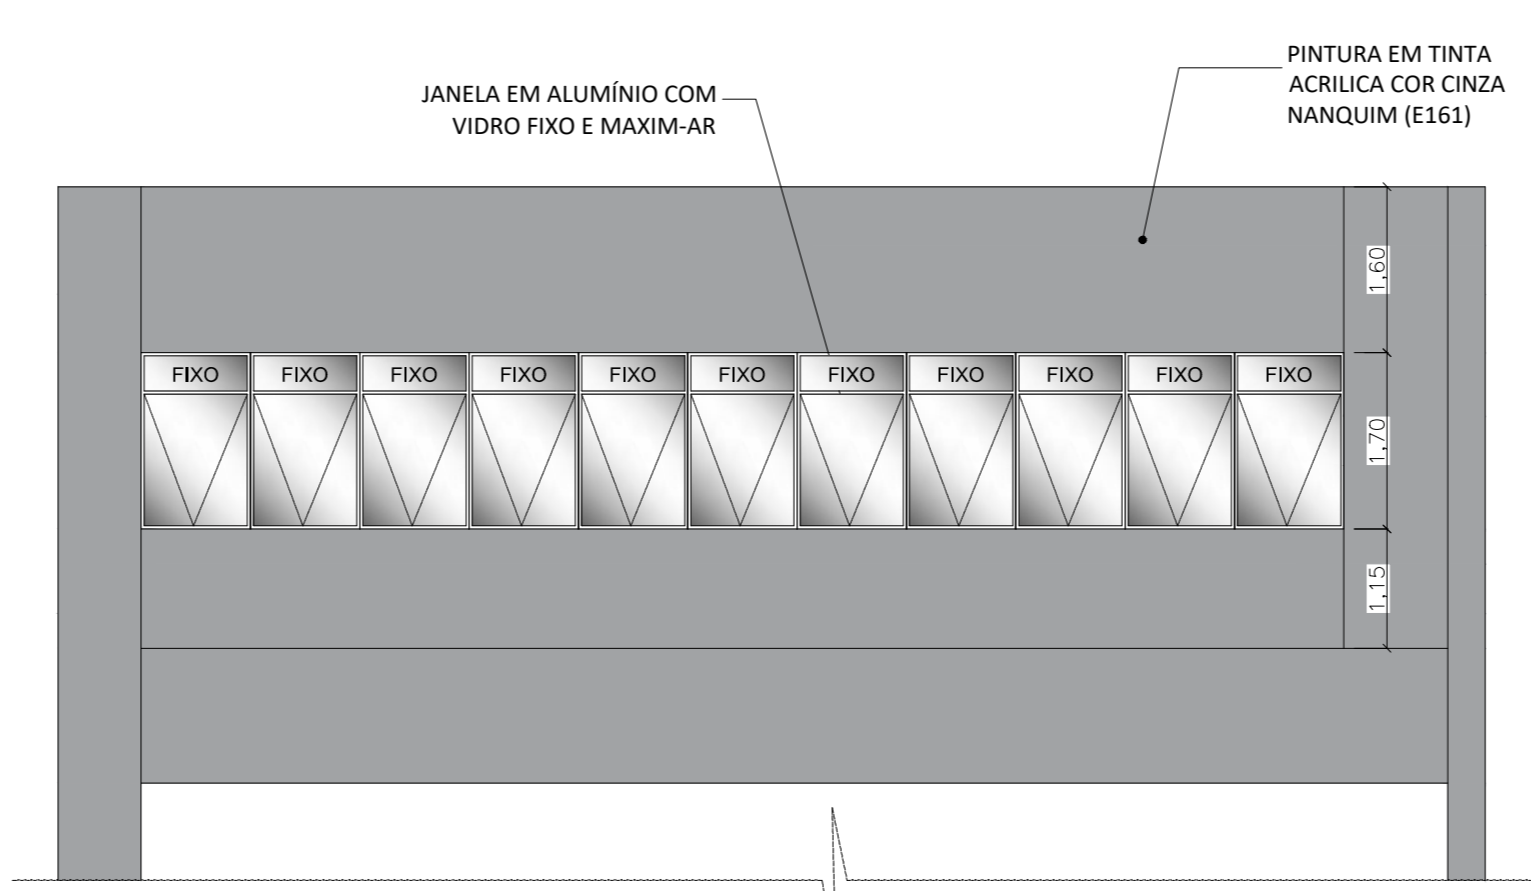 PINTURA EM TINTA
ACRILICA COR CINZA
NANQUIM (E161)
JANELA EM ALUMÍNIO COM
VIDRO FIXO E MAXIM-AR
1,60
FIXO FIXO FIXO FIXO FIXO FIXO FIXO FIXO FIXO FIXO FIXO
1,70
1,15